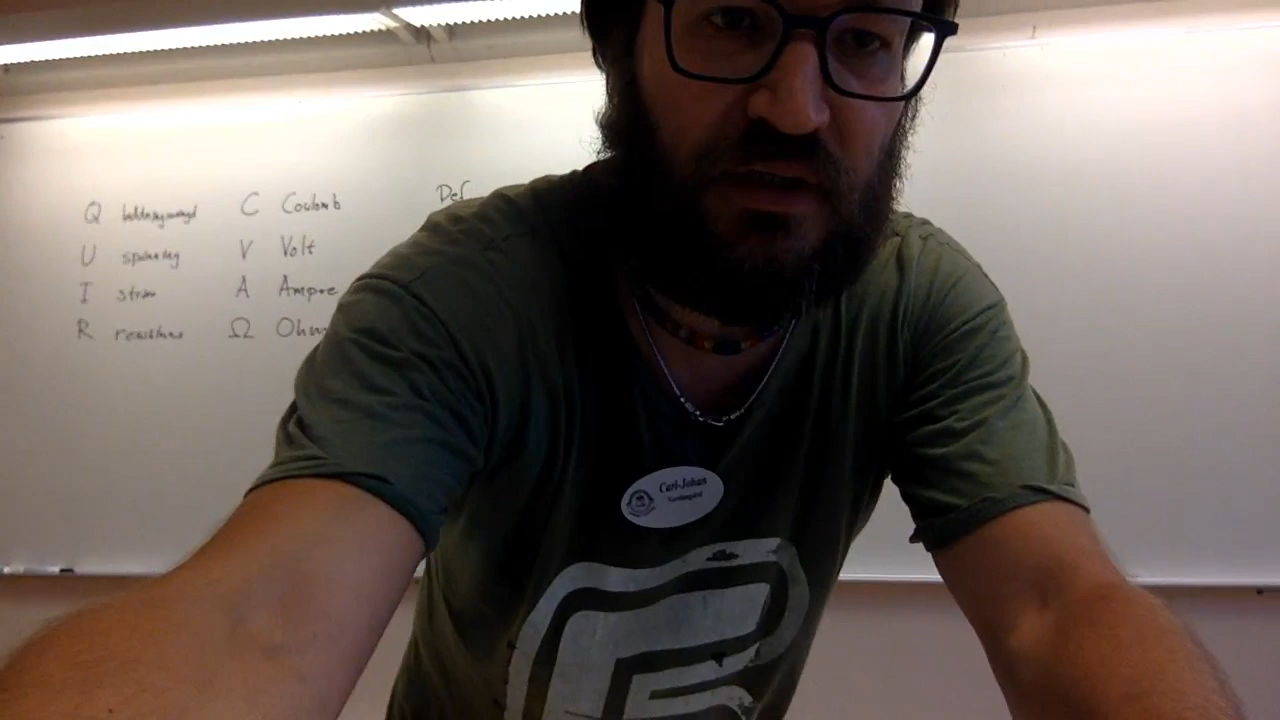 Q laddningsmängd C Coulomb Def
U spänning V Volt
I ström A Ampere
R resistans Ω Ohm
Carl-Johan